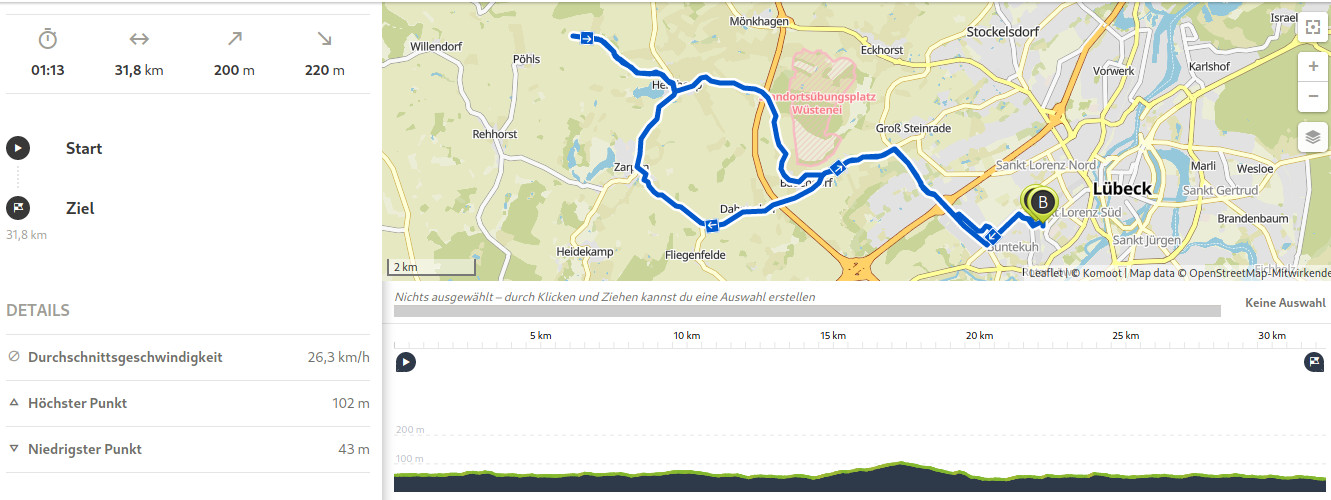 01:13
31,8 km
200 m
220 m
Start
Ziel
31,8 km
DETAILS
Durchschnittsgeschwindigkeit
26,3 km/h
Höchster Punkt
102 m
Niedrigster Punkt
43 m
Mönkhagen
Israel
Willendorf
Pöhls
Eckhorst
Stockelsdorf
Vorwerk
Karlshof
ndortsübungsplatz
Wüstenei
Rehhorst
Groß Steinrade
Sankt Lorenz Nord
Marli
Wesloe
Lübeck
Sankt Gertrud
B
kt Lorenz-Süd
Brandenbaum
Buntekuh
Sankt Jürgen
Heidekamp
Fliegenfelde
2 km
Leaflet | © Komoot | Map data © OpenStreetMap-Mitwirkende
Nichts ausgewählt – durch Klicken und Ziehen kannst du eine Auswahl erstellen
Keine Auswahl
5 km
10 km
15 km
20 km
25 km
30 km
200 m
100 m